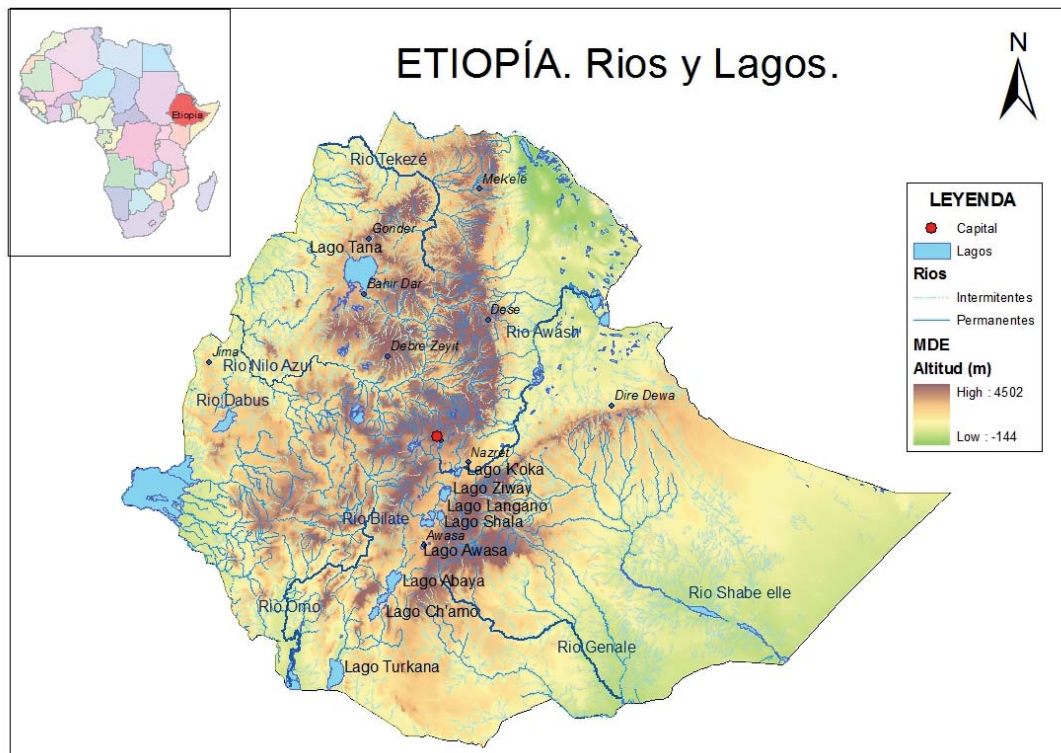 Etiopía
ETIOPÍA. Rios y Lagos.
N
Rio Tekezé
Mek'ele
Gonder
Lago Tana
Bahir Dar
Dese
Rio Awash
Debre Zeyit
Jima
Rio Nilo Azul
Rio Dabus
Dire Dewa
Nazret
Lago K'oka
Lago Ziway
Lago Langano
Rio Bilate
Lago Shala
Awasa
Lago Awasa
Lago Abaya
Rio Omo
Lago Ch'amo
Rio Shabe elle
Rio Genale
Lago Turkana
LEYENDA
Capital
Lagos
Rios
Intermitentes
Permanentes
MDE
Altitud (m)
High : 4502
Low : -144